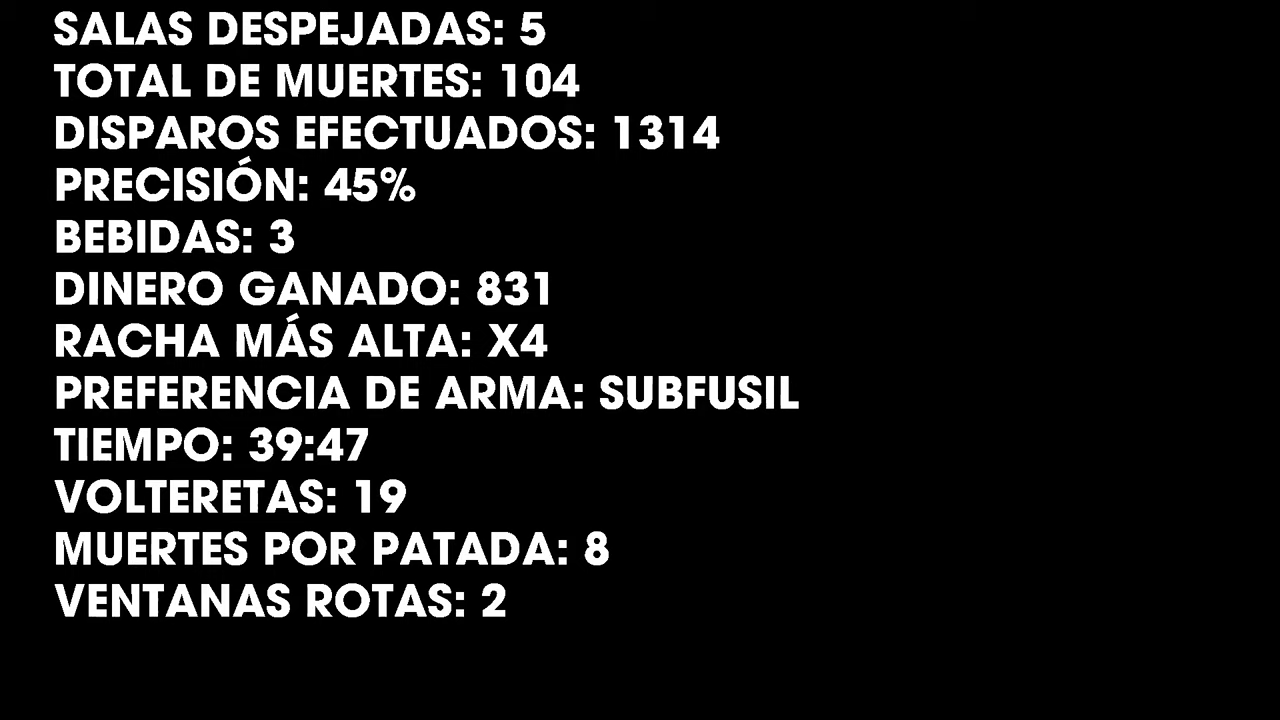 SALAS DESPEJADAS: 5
TOTAL DE MUERTES: 104
DISPAROS EFECTUADOS: 1314
PRECISIÓN: 45%
BEBIDAS: 3
DINERO GANADO: 831
RACHA MÁS ALTA: X4
PREFERENCIA DE ARMA: SUBFUSIL
TIEMPO: 39:47
VOLTERETAS: 19
MUERTES POR PATADA: 8
VENTANAS ROTAS: 2